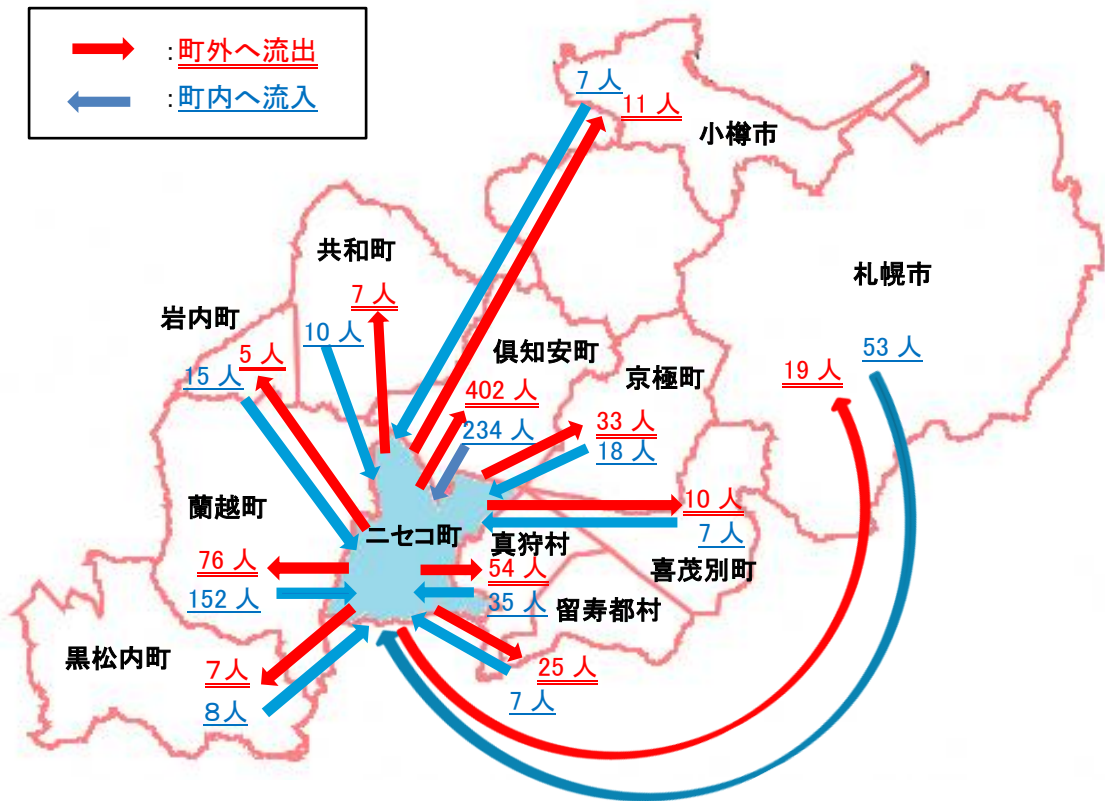 :町外へ流出
:町内へ流入
7 人
11 人
小樽市
共和町
札幌市
7 人
岩内町
10 人
倶知安町
53 人
5 人
京極町
19 人
15 人
402 人
33 人
234 人
18 人
蘭越町
10 人
ニセコ町
真狩村
7 人
76 人
54 人
喜茂別町
152 人
35 人
留寿都村
黒松内町
7人
25 人
8人
7 人